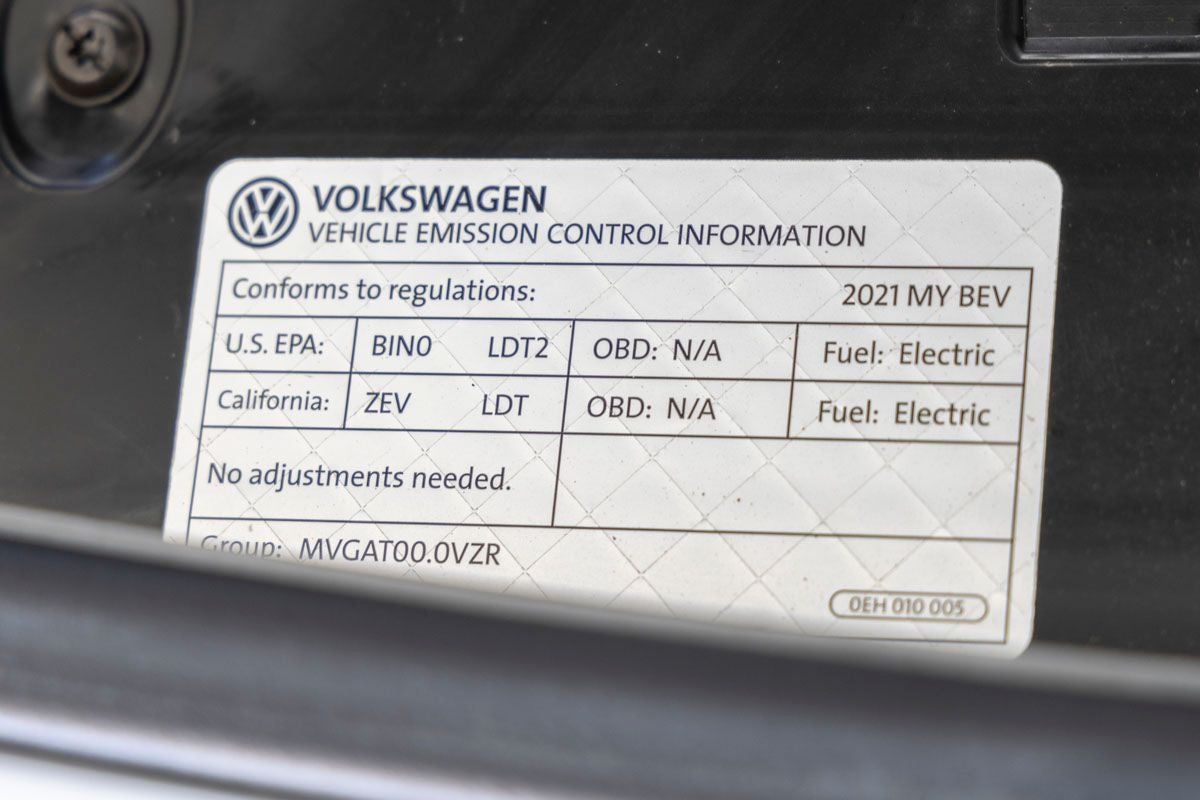 VOLKSWAGEN
VEHICLE EMISSION CONTROL INFORMATION
Conforms to regulations: 2021 MY BEV
U.S. EPA: BIN0 LDT2 OBD: N/A Fuel: Electric
California: ZEV LDT OBD: N/A Fuel: Electric
No adjustments needed.
Group: MVGAT00.0VZR
0EH 010 005